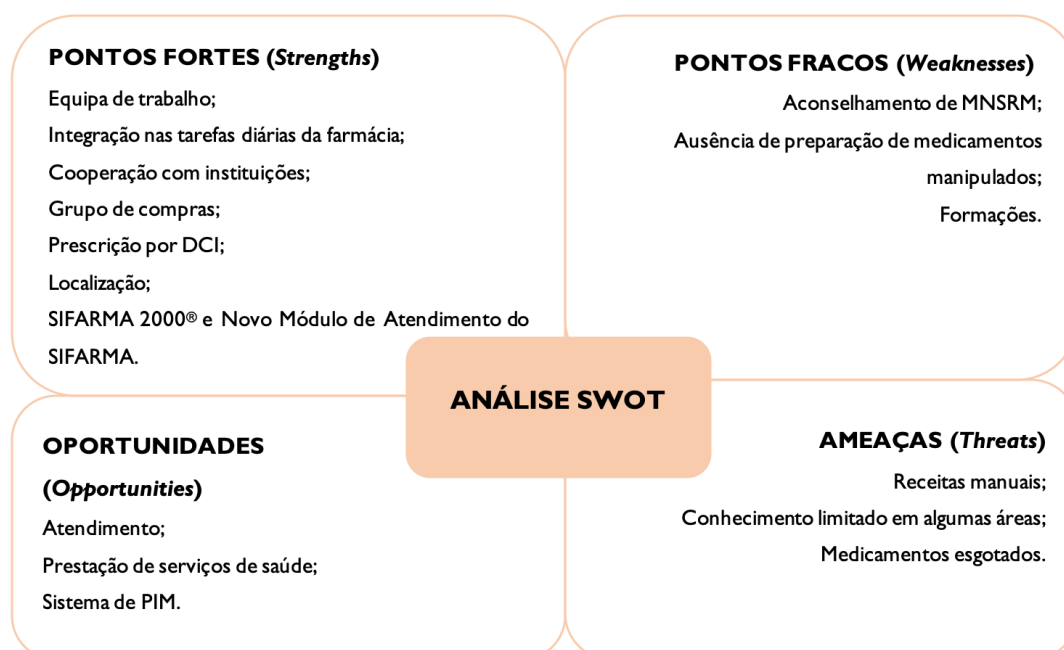 PONTOS FORTES (Strengths)
Equipa de trabalho;
Integração nas tarefas diárias da farmácia;
Cooperação com instituições;
Grupo de compras;
Prescrição por DCI;
Localização;
SIFARMA 2000® e Novo Módulo de Atendimento do
SIFARMA.
PONTOS FRACOS (Weaknesses)
Aconselhamento de MNSRM;
Ausência de preparação de medicamentos
manipulados;
Formações.
ANÁLISE SWOT
OPORTUNIDADES
(Opportunities)
Atendimento;
Prestação de serviços de saúde;
Sistema de PIM.
AMEAÇAS (Threats)
Receitas manuais;
Conhecimento limitado em algumas áreas;
Medicamentos esgotados.